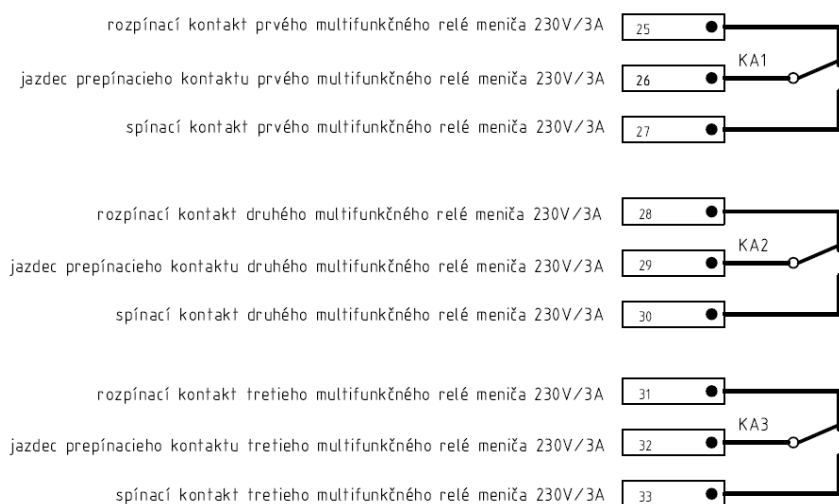 rozpínací kontakt prvého multifunkčného relé meniča 230V/3A 25
KA1
jazdec prepínacieho kontaktu prvého multifunkčného relé meniča 230V/3A 26
spínací kontakt prvého multifunkčného relé meniča 230V/3A 27
rozpínací kontakt druhého multifunkčného relé meniča 230V/3A 28
KA2
jazdec prepínacieho kontaktu druhého multifunkčného relé meniča 230V/3A 29
spínací kontakt druhého multifunkčného relé meniča 230V/3A 30
rozpínací kontakt tretieho multifunkčného relé meniča 230V/3A 31
KA3
jazdec prepínacieho kontaktu tretieho multifunkčného relé meniča 230V/3A 32
spínací kontakt tretieho multifunkčného relé meniča 230V/3A 33